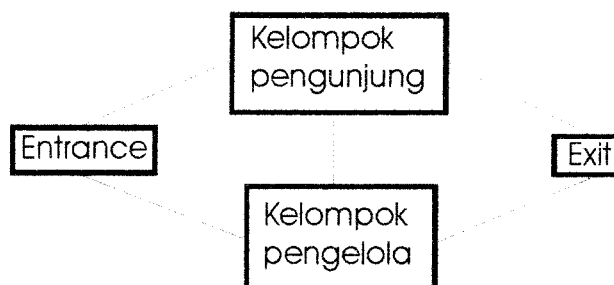 Kelompok
pengunjung
Entrance
Exit
Kelompok
pengelola